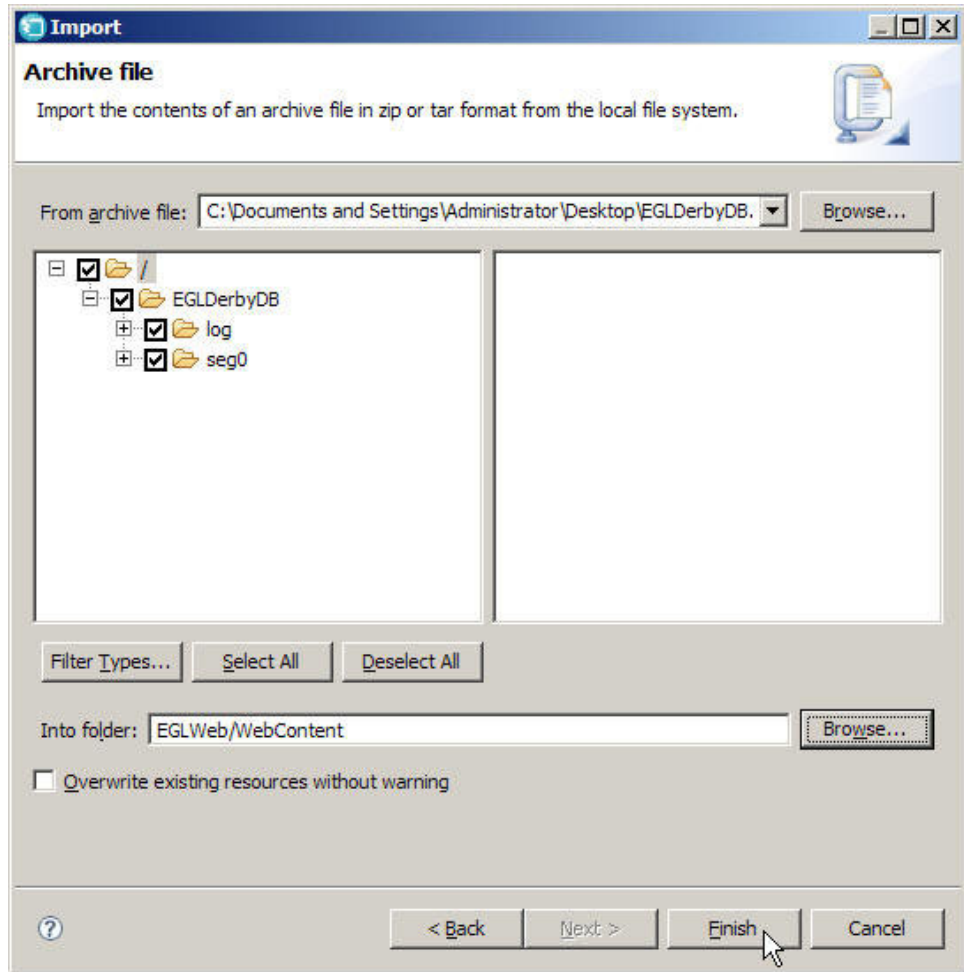 Import
Archive file
Import the contents of an archive file in zip or tar format from the local file system.
From archive file: C:\Documents and Settings\Administrator\Desktop\EGLDerbyDB. Browse...
/
EGLDerbyDB
log
seg0
Filter Types... Select All Deselect All
Into folder: EGLWeb/WebContent Browse...
Overwrite existing resources without warning
? < Back Next > Finish Cancel